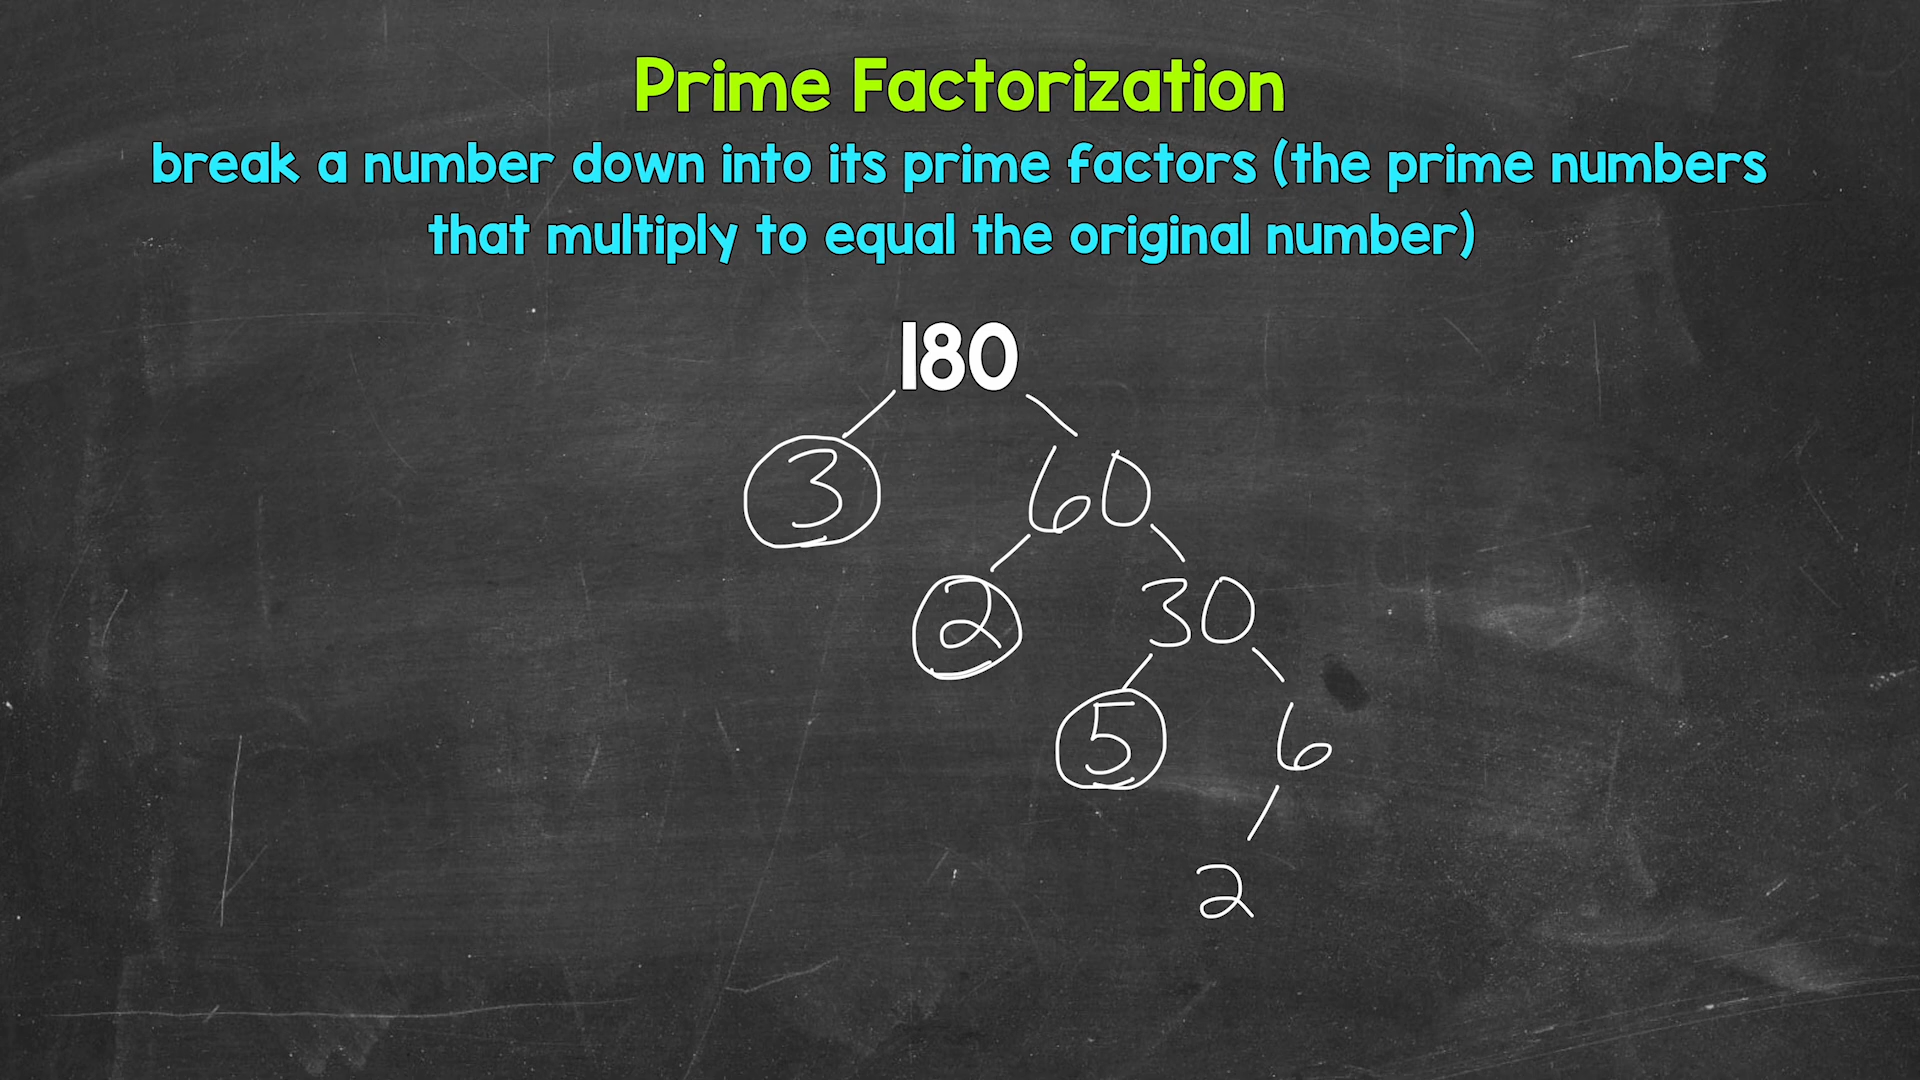 Prime Factorization
break a number down into its prime factors (the prime numbers
that multiply to equal the original number)
180
3 60
2 30
5 6
2